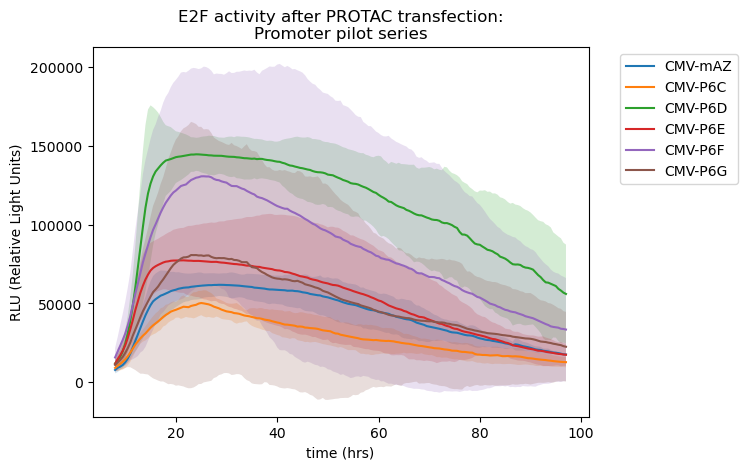 E2F activity after PROTAC transfection:
Promoter pilot series
RLU (Relative Light Units)
200000
150000
100000
50000
0
20
40
60
80
100
time (hrs)
CMV-mAZ
CMV-P6C
CMV-P6D
CMV-P6E
CMV-P6F
CMV-P6G